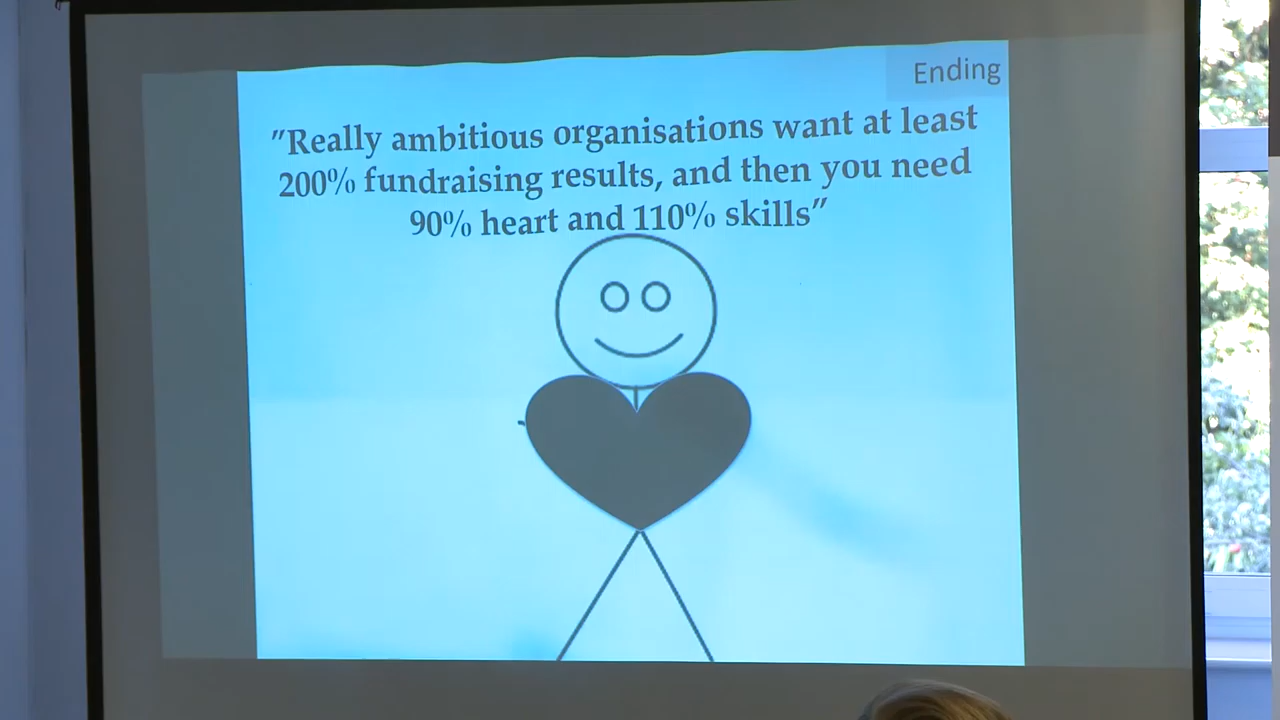 Ending
"Really ambitious organisations want at least
200% fundraising results, and then you need
90% heart and 110% skills"